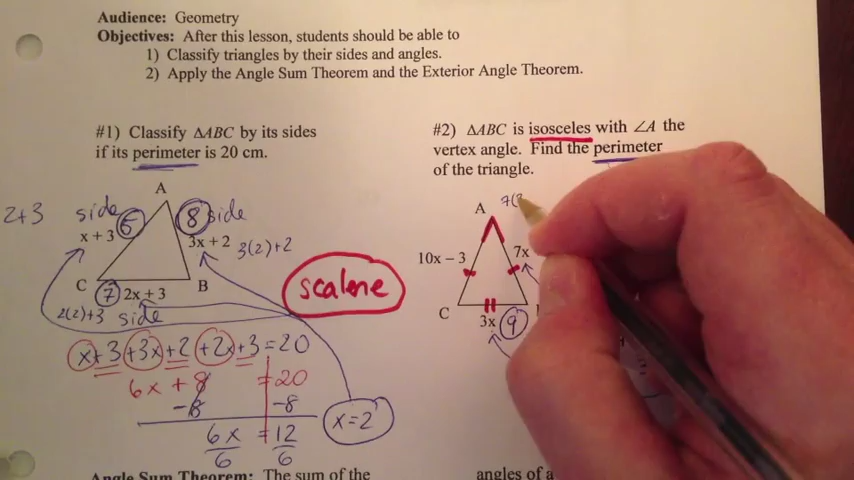 Audience: Geometry
Objectives: After this lesson, students should be able to
1) Classify triangles by their sides and angles.
2) Apply the Angle Sum Theorem and the Exterior Angle Theorem.
#1) Classify ΔABC by its sides
if its perimeter is 20 cm.
A
2+3 side 5 8 side
x + 3 3x + 2 3(2)+2
C B
7 2x + 3
2(2)+3 side
scalene
x+3+3x+2+2x+3=20
6x + 8 =20
-8 -8
6x = 12
6 6
x=2
Angle Sum Theorem: The sum of the
#2) ΔABC is isosceles with ∠A the
vertex angle. Find the perimeter
of the triangle.
A 7(3
10x – 3 7x
C
3x 9
angles of a